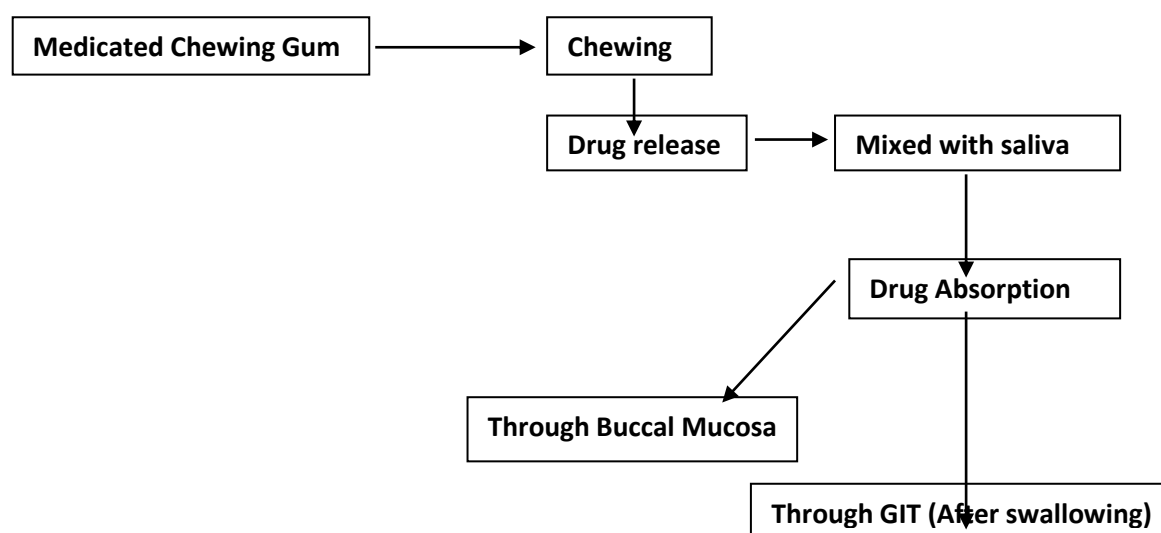 Medicated Chewing Gum
Chewing
Drug release
Mixed with saliva
Drug Absorption
Through Buccal Mucosa
Through GIT (After swallowing)